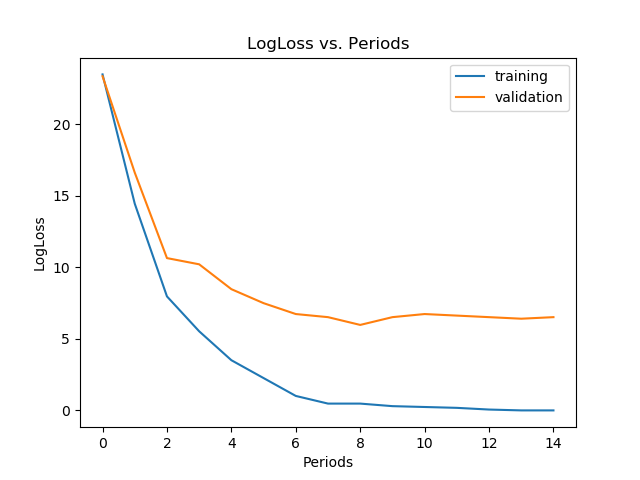 LogLoss vs. Periods
training
validation
20
15
10
5
0
LogLoss
0 2 4 6 8 10 12 14
Periods